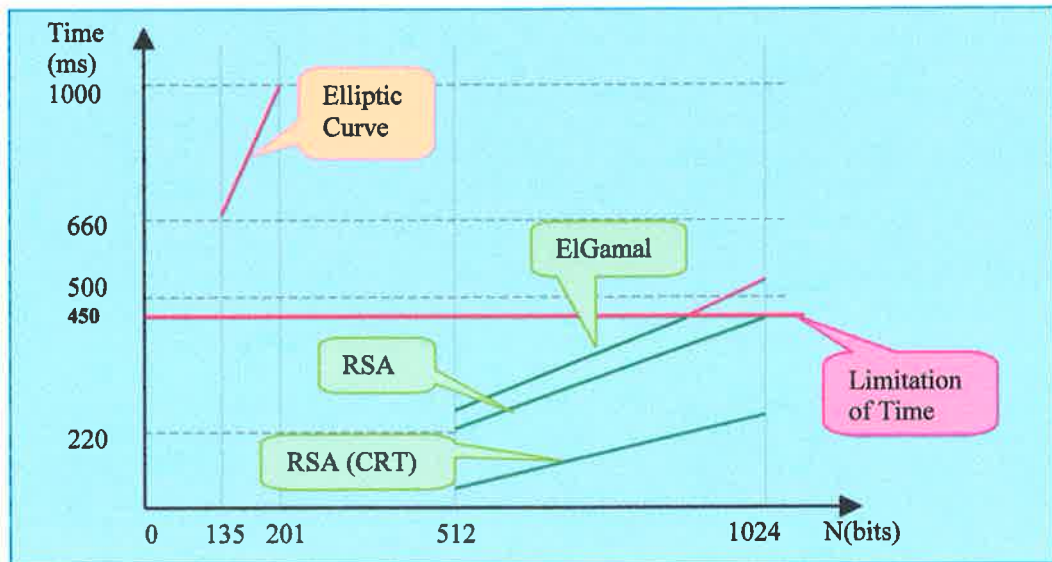 Time
(ms)
1000
Elliptic
Curve
660
ElGamal
500
450
RSA
Limitation
of Time
220
RSA (CRT)
0 135 201 512 1024 N(bits)